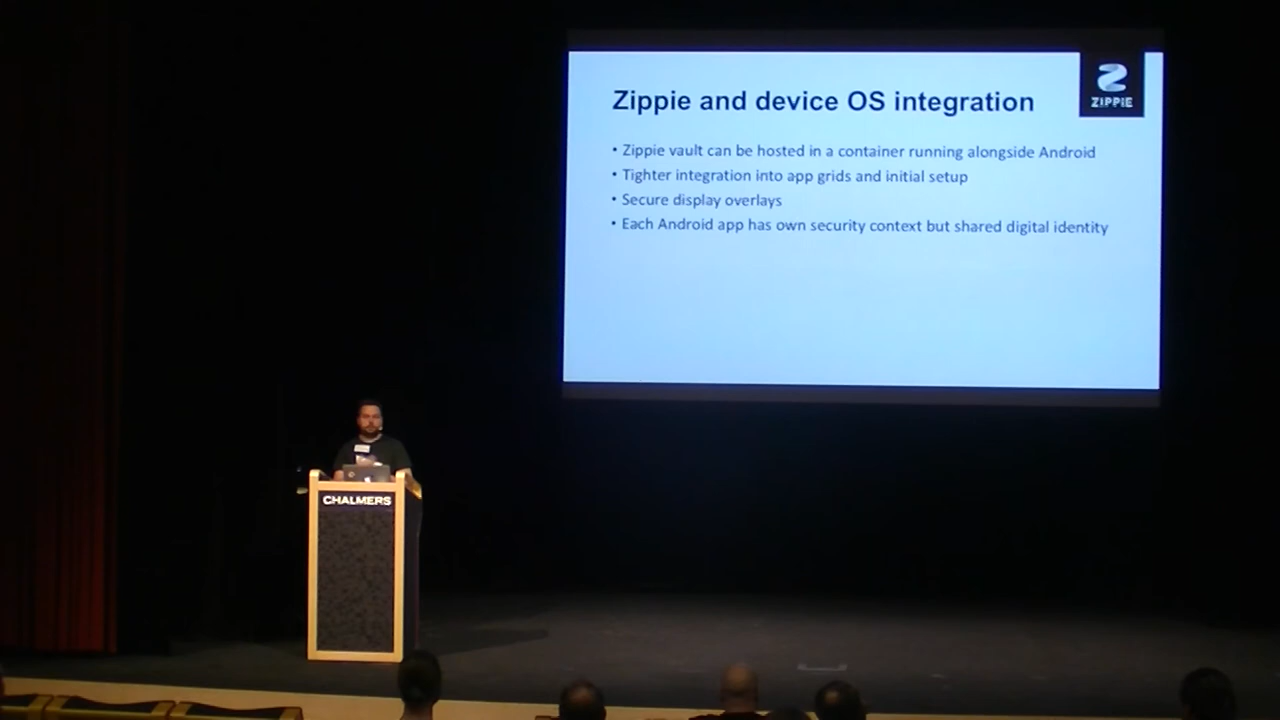 Zippie and device OS integration
ZIPPIE
• Zippie vault can be hosted in a container running alongside Android
• Tighter integration into app grids and initial setup
• Secure display overlays
• Each Android app has own security context but shared digital identity
CHALMERS